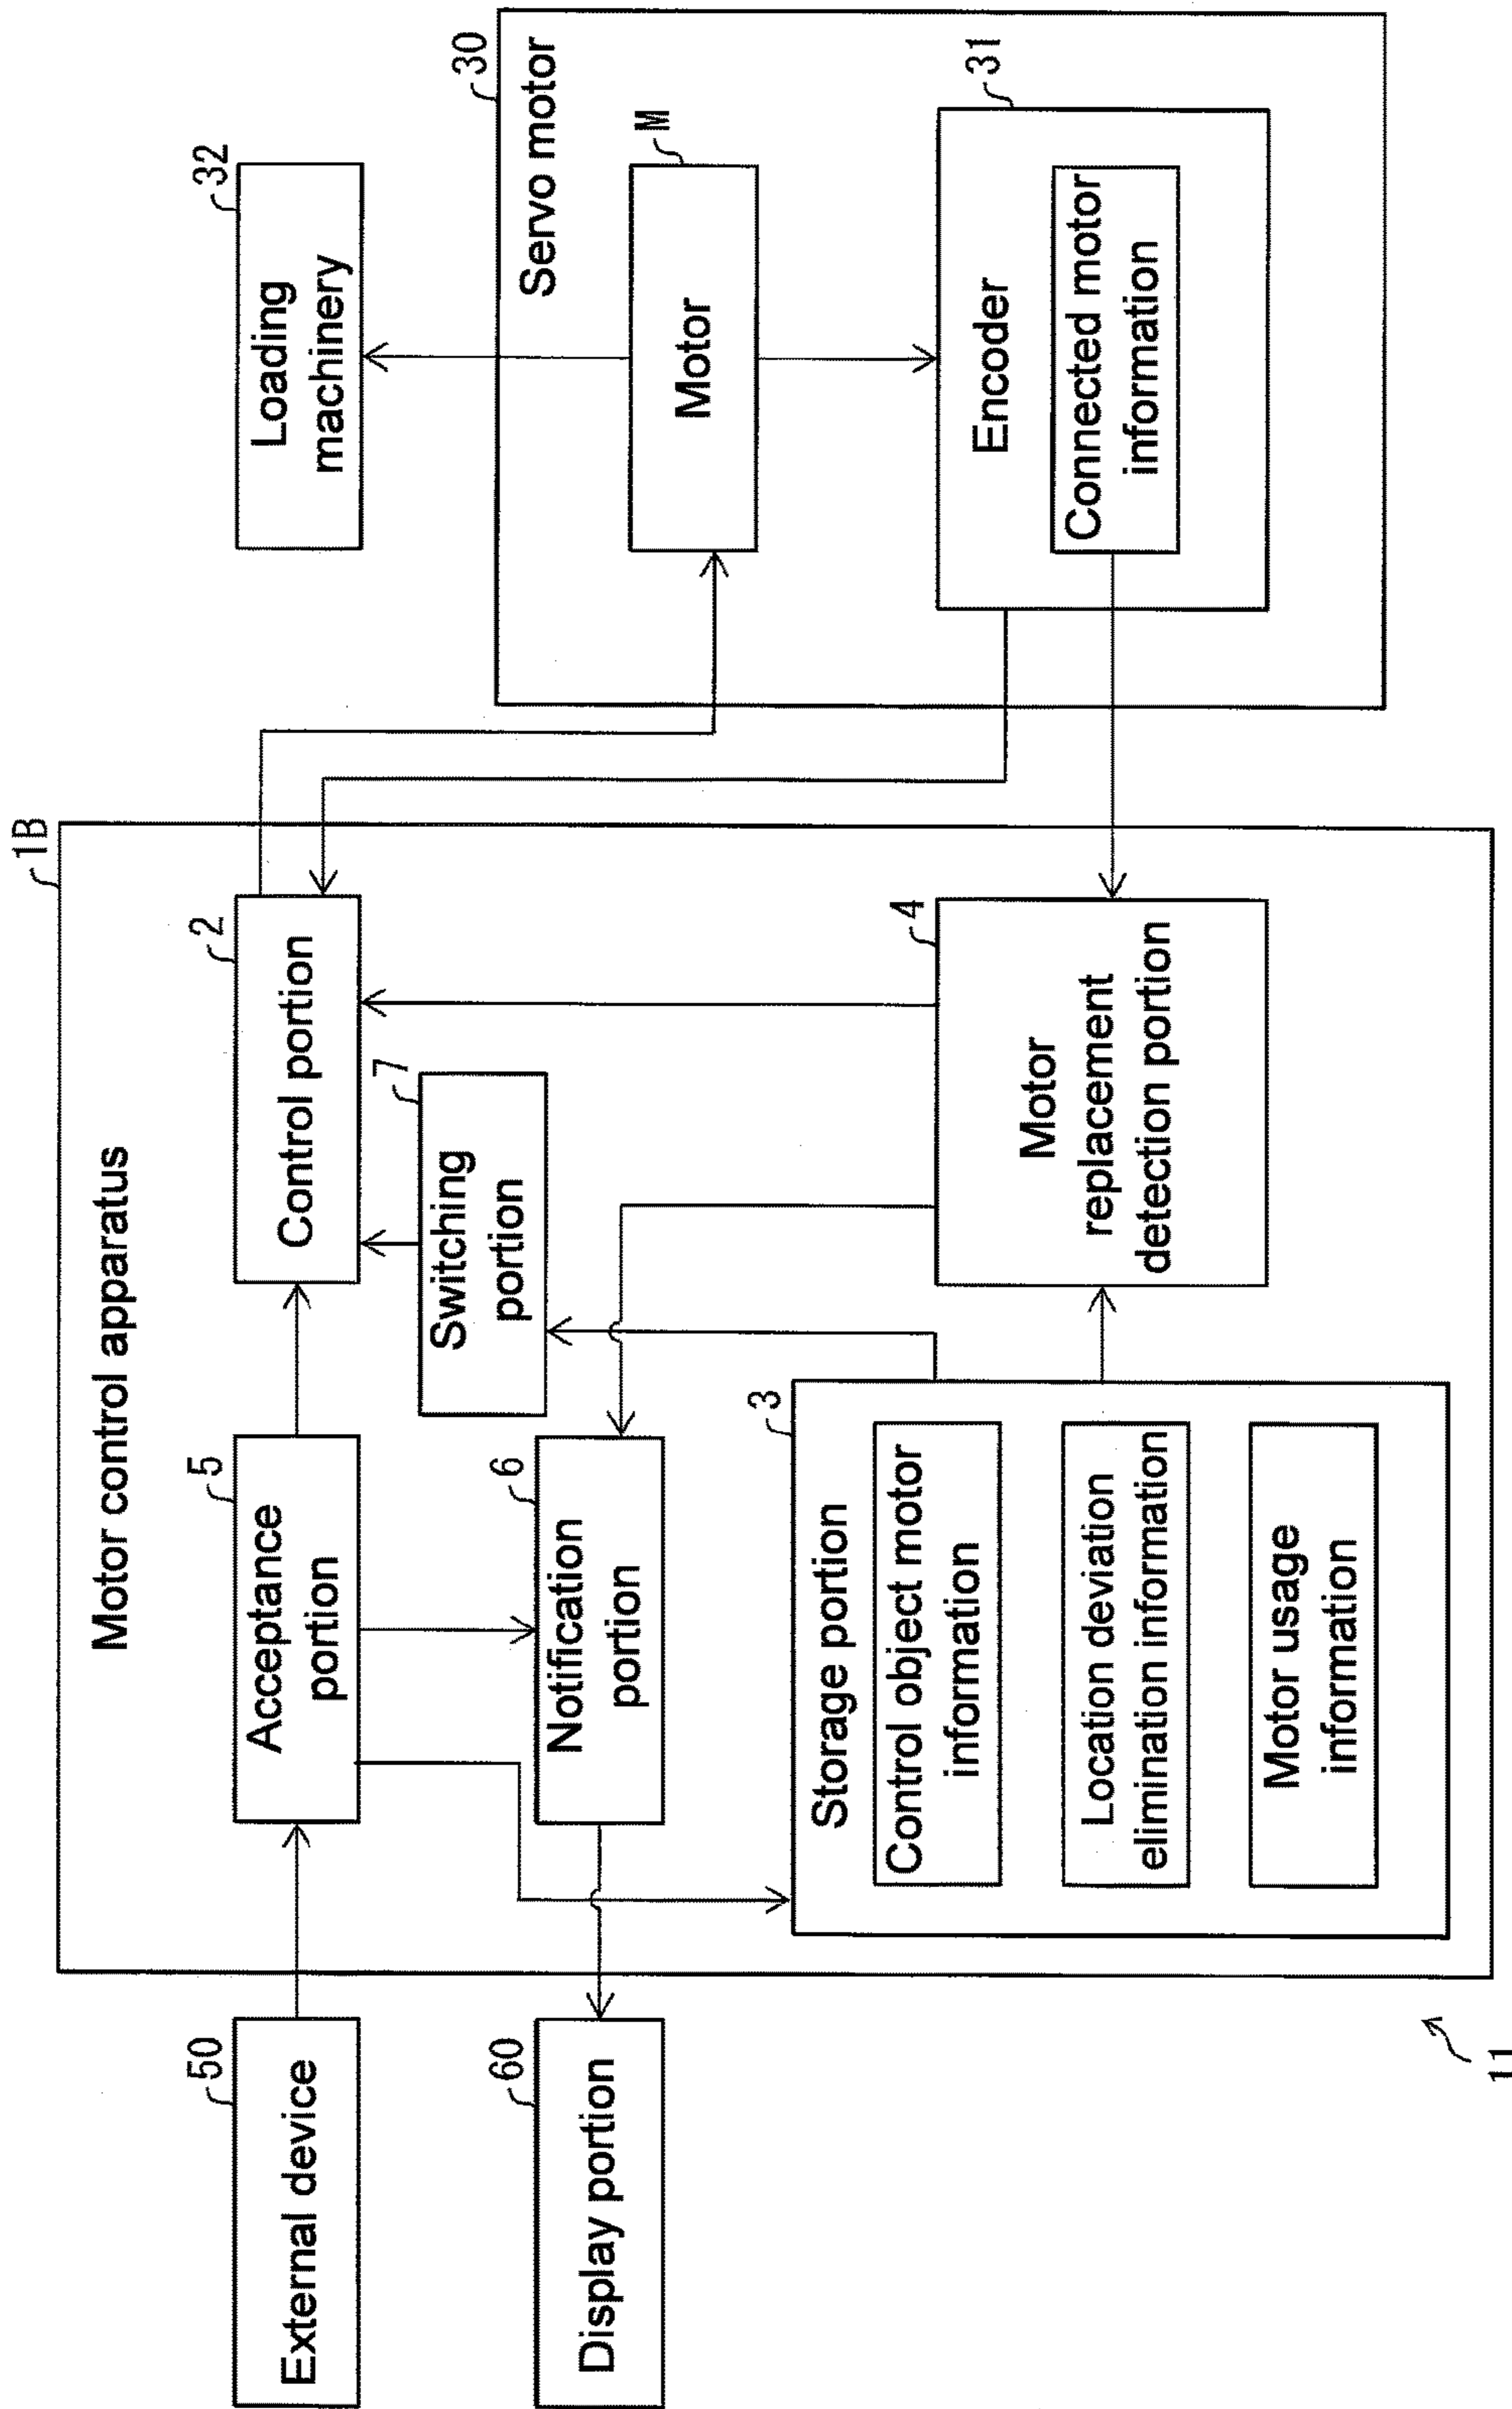 11
1B
Motor control apparatus
50
External device
5
Acceptance
portion
2
Control portion
32
Loading
machinery
7
Switching
portion
60
Display portion
6
Notification
portion
3
Storage portion
Control object motor
information
Location deviation
elimination information
Motor usage
information
4
Motor
replacement
detection portion
30
Servo motor
M
Motor
31
Encoder
Connected motor
information